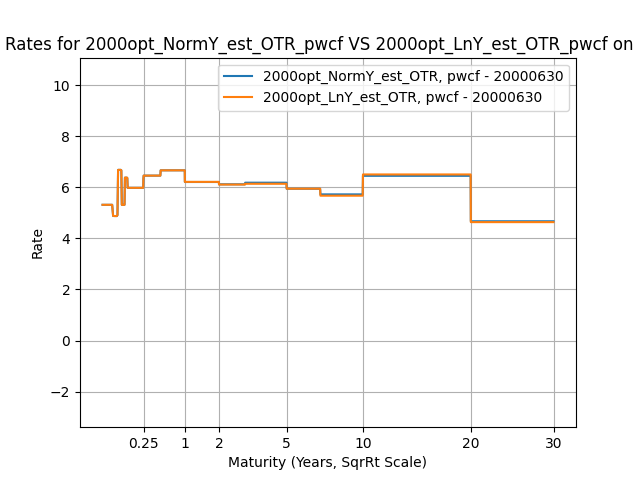 Rates for 2000opt_NormY_est_OTR_pwcf VS 2000opt_LnY_est_OTR_pwcf on
2000opt_NormY_est_OTR, pwcf - 20000630
2000opt_LnY_est_OTR, pwcf - 20000630
10
8
6
4
2
0
−2
Rate
0.25 1 2 5 10 20 30
Maturity (Years, SqrRt Scale)